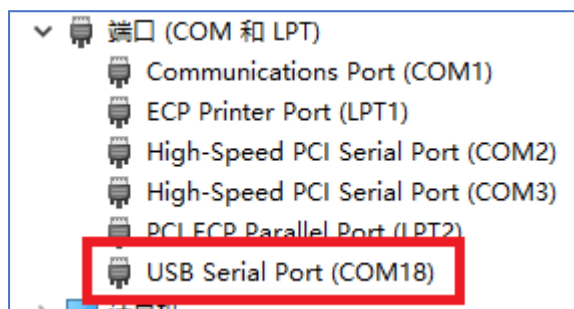 端口 (COM 和 LPT)
Communications Port (COM1)
ECP Printer Port (LPT1)
High-Speed PCI Serial Port (COM2)
High-Speed PCI Serial Port (COM3)
PCI ECP Parallel Port (LPT2)
USB Serial Port (COM18)